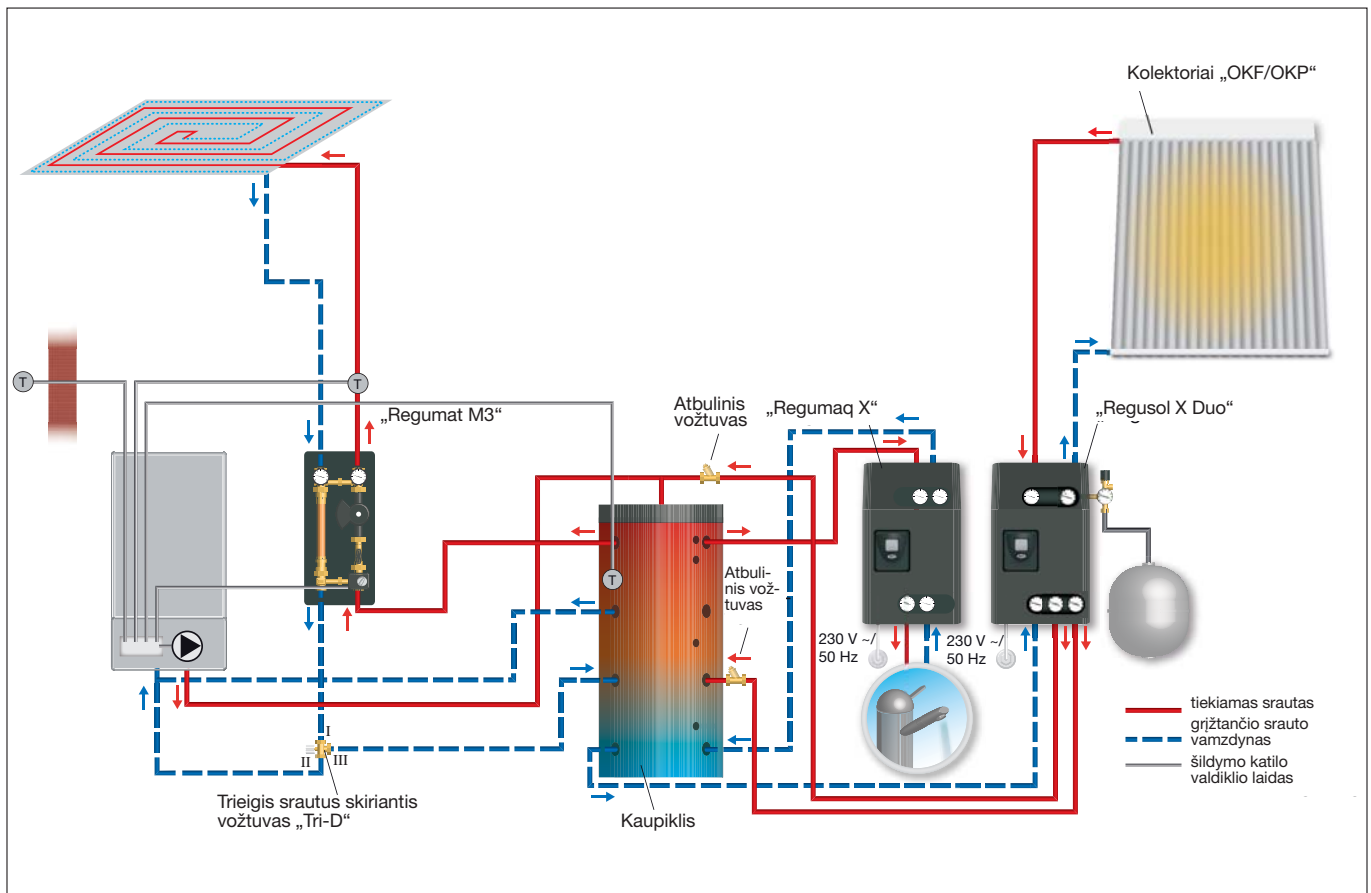 Kolektoriai „OKF/OKP“
T
T
„Regumat M3“
Atbulinis
vožtuvas
„Regumaq X“
„Regusol X Duo“
T
Atbuli-
nis vož-
tuvas
230 V ~/
50 Hz
230 V ~/
50 Hz
I
II
III
Trieigis srautus skiriantis
vožtuvas „Tri-D“
Kaupiklis
tiekiamas srautas
grįžtančio srauto
vamzdynas
šildymo katilo
valdiklio laidas